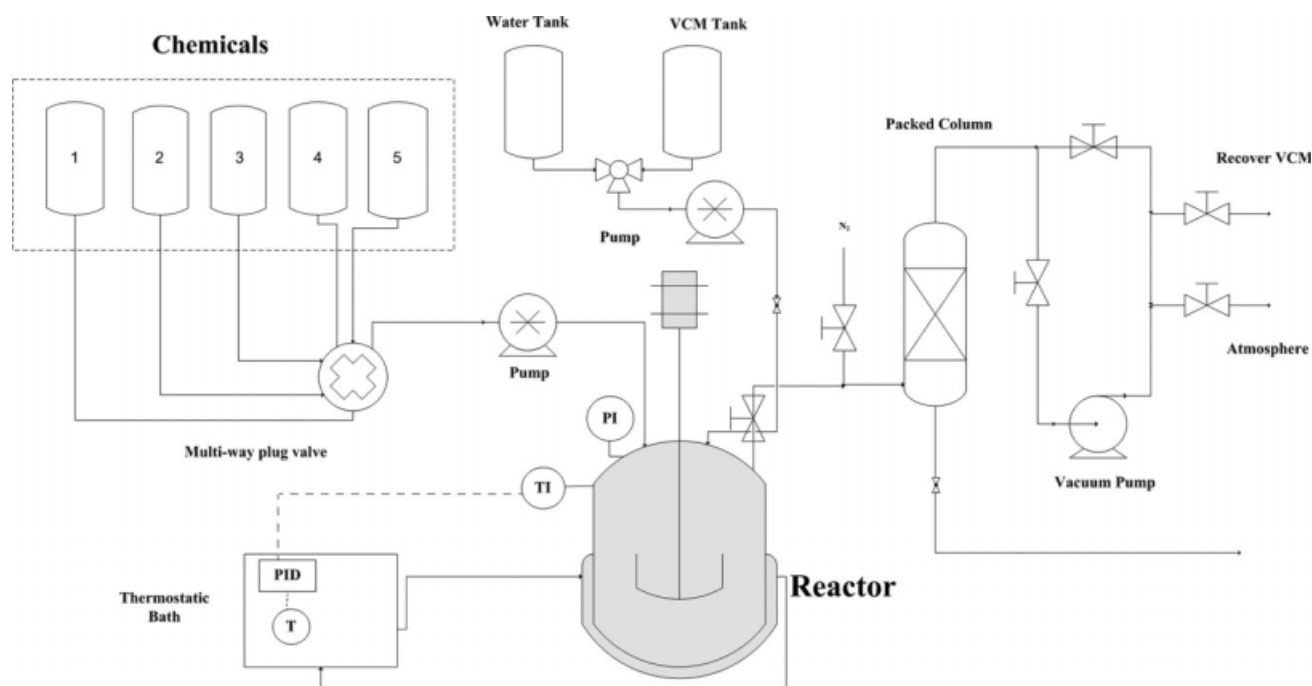 Water Tank
VCM Tank
Chemicals
1
2
3
4
5
Packed Column
Recover VCM
Pump
N₂
Atmosphere
Pump
PI
Multi-way plug valve
TI
Vacuum Pump
PID
T
Thermostatic
Bath
Reactor